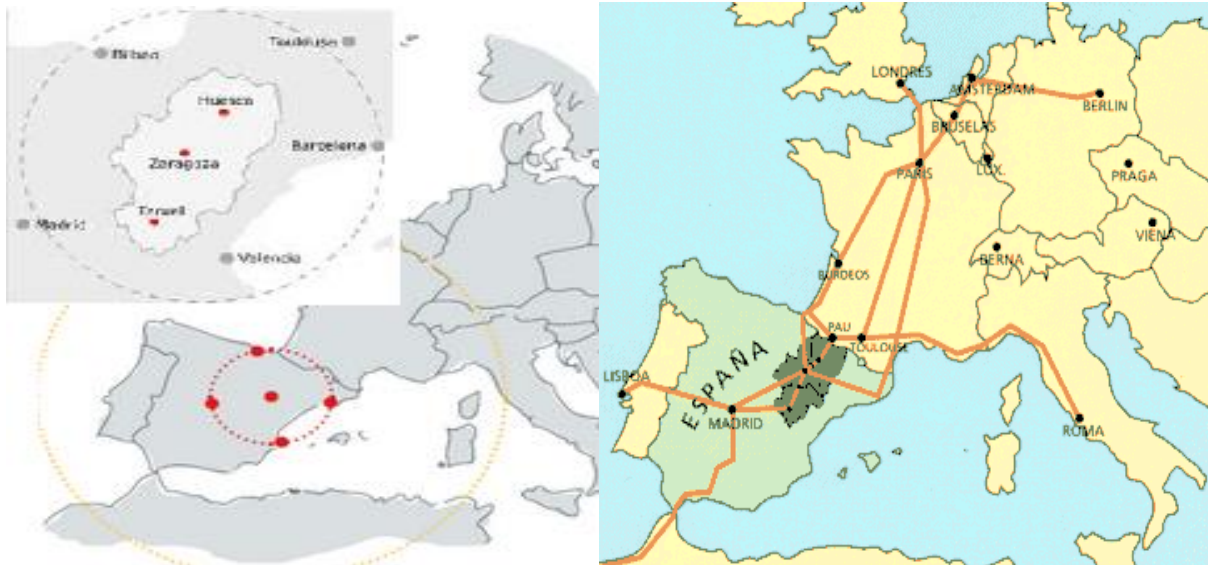 Bilbao
Toulouse
Huesca
Zaragoza
Barcelona
Teruel
Madrid
Valencia
LONDRES
AMSTERDAM
BERLIN
BRUSELAS
PARIS
LUX.
PRAGA
VIENA
BERNA
BURDEOS
PAU
TOULOUSE
ESPAÑA
LISBOA
MADRID
ROMA